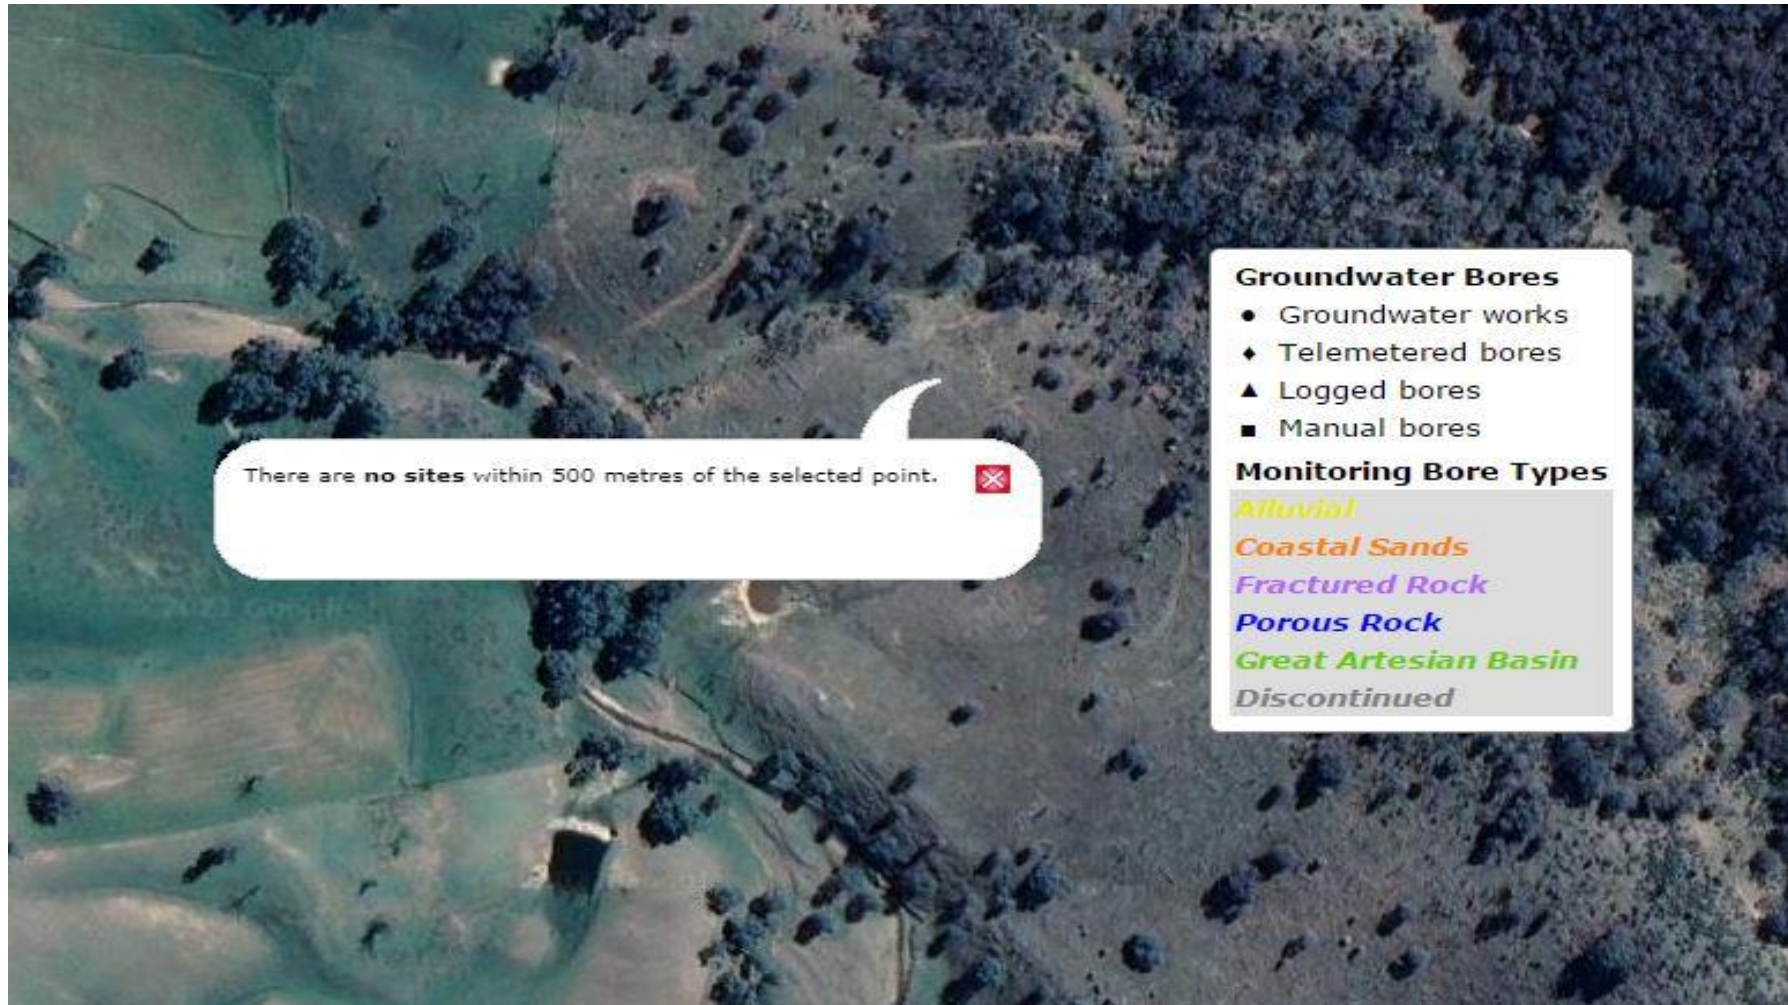 There are no sites within 500 metres of the selected point.
Groundwater Bores
Groundwater works
Telemetered bores
Logged bores
Manual bores
Monitoring Bore Types
Alluvial
Coastal Sands
Fractured Rock
Porous Rock
Great Artesian Basin
Discontinued